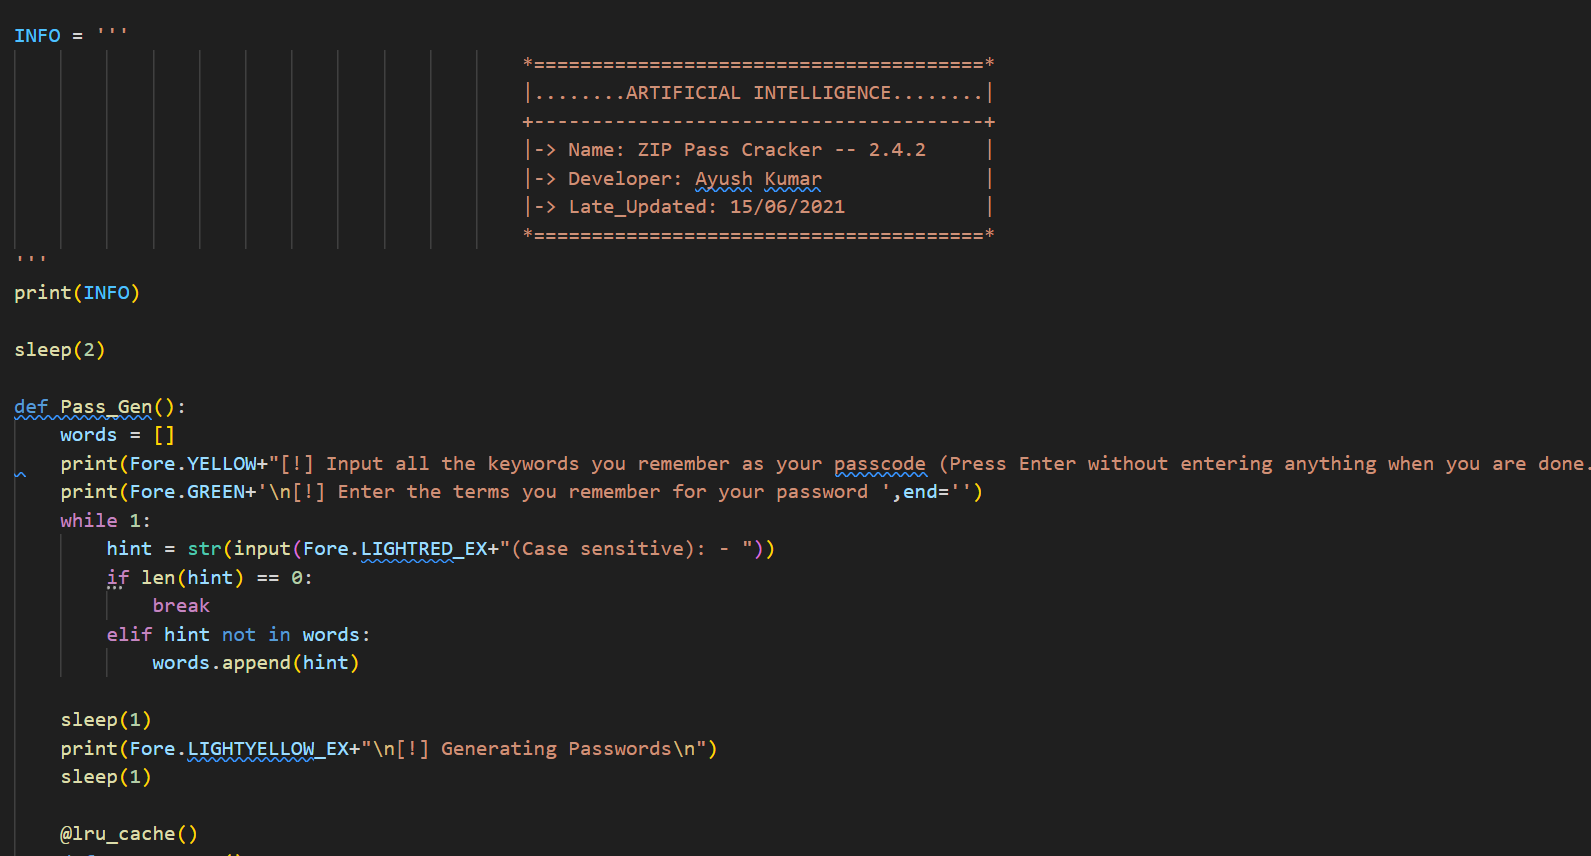 INFO = '''
*=======================================*
|........ARTIFICIAL INTELLIGENCE........|
+---------------------------------------+
|-> Name: ZIP Pass Cracker -- 2.4.2     |
|-> Developer: Ayush Kumar              |
|-> Late_Updated: 15/06/2021            |
*=======================================*
'''
print(INFO)
sleep(2)
def Pass_Gen():
words = []
print(Fore.YELLOW+"[!] Input all the keywords you remember as your passcode (Press Enter without entering anything when you are done.
print(Fore.GREEN+'\n[!] Enter the terms you remember for your password ',end='')
while 1:
hint = str(input(Fore.LIGHTRED_EX+"(Case sensitive): - "))
if len(hint) == 0:
break
elif hint not in words:
words.append(hint)
sleep(1)
print(Fore.LIGHTYELLOW_EX+"\n[!] Generating Passwords\n")
sleep(1)
@lru_cache()